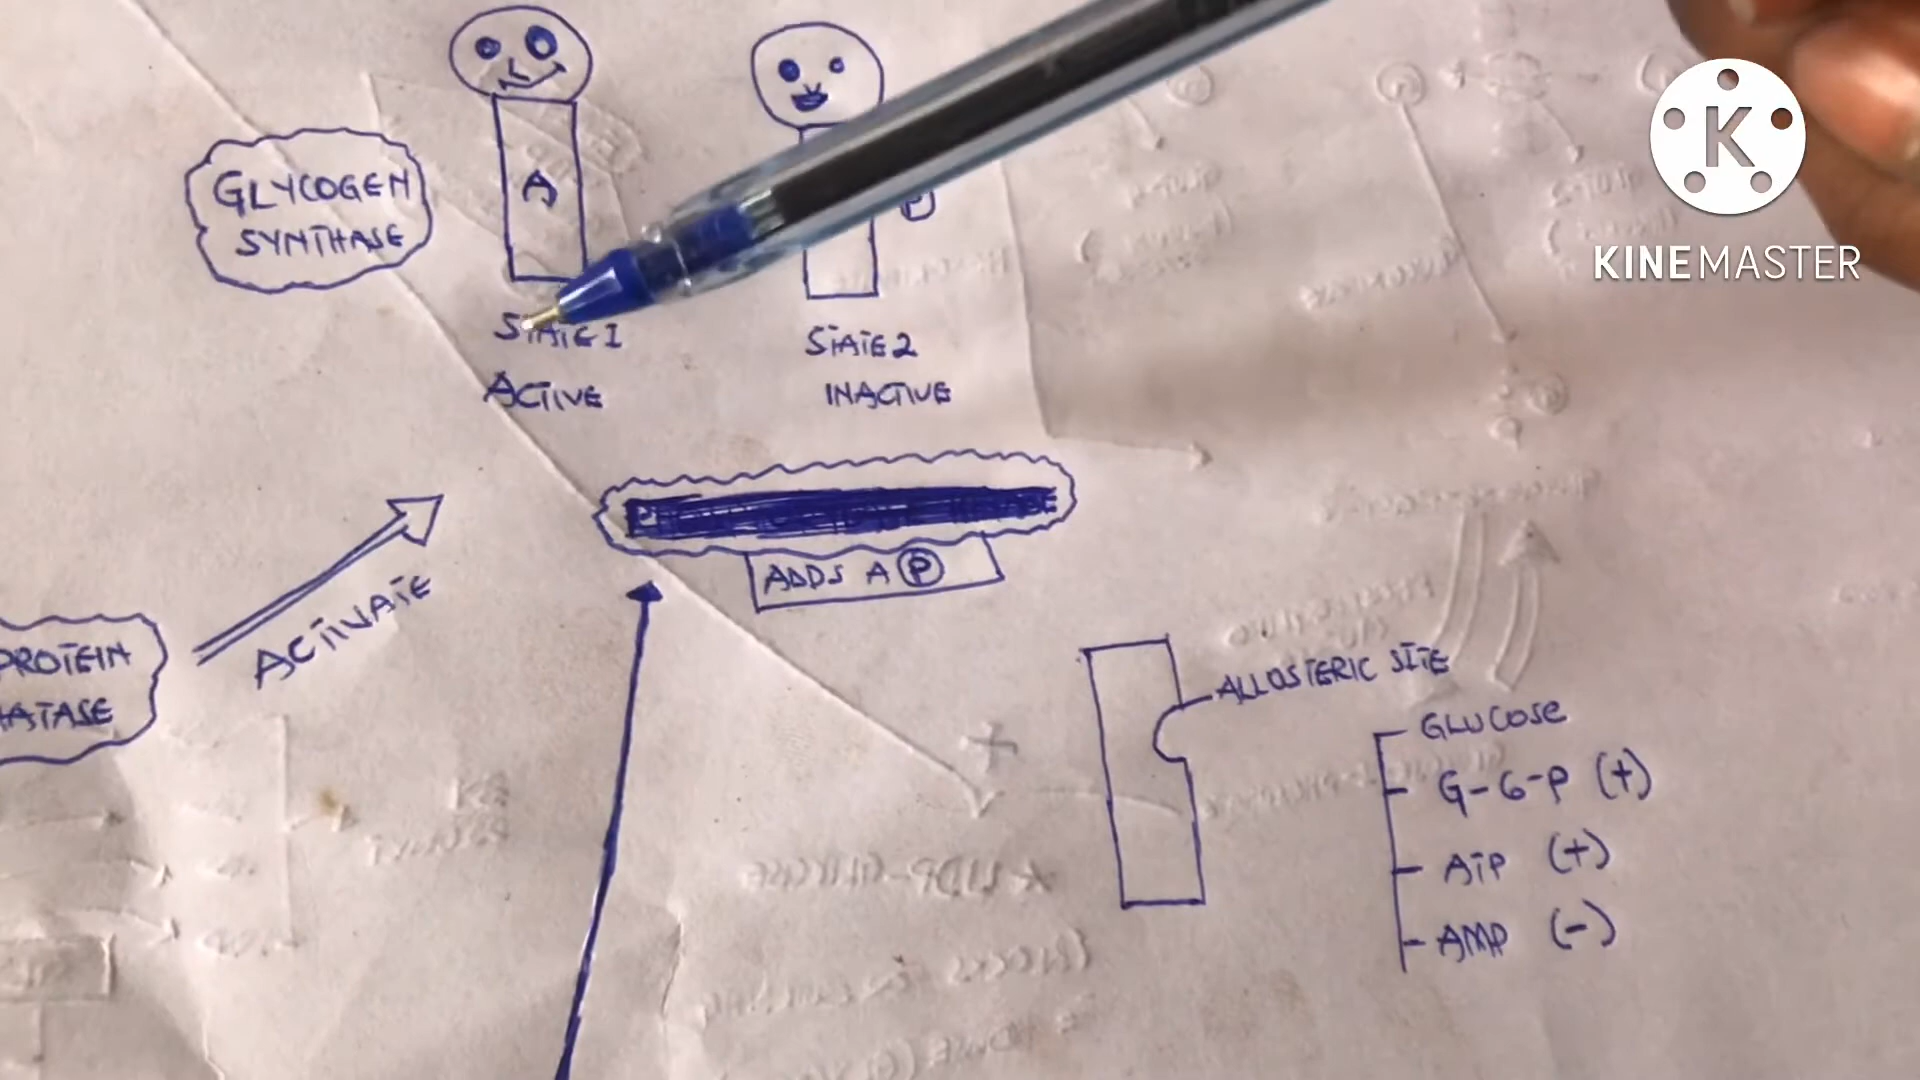 GLYCOGEN
SYNTHASE
A
P
STATE 1
ACTIVE
STATE 2
INACTIVE
ADDS A P
ACTIVATE
PROTEIN
HATASE
ALLOSTERIC SITE
GLUCOSE
G-6-P (+)
ATP (+)
AMP (-)
K
KINEMASTER